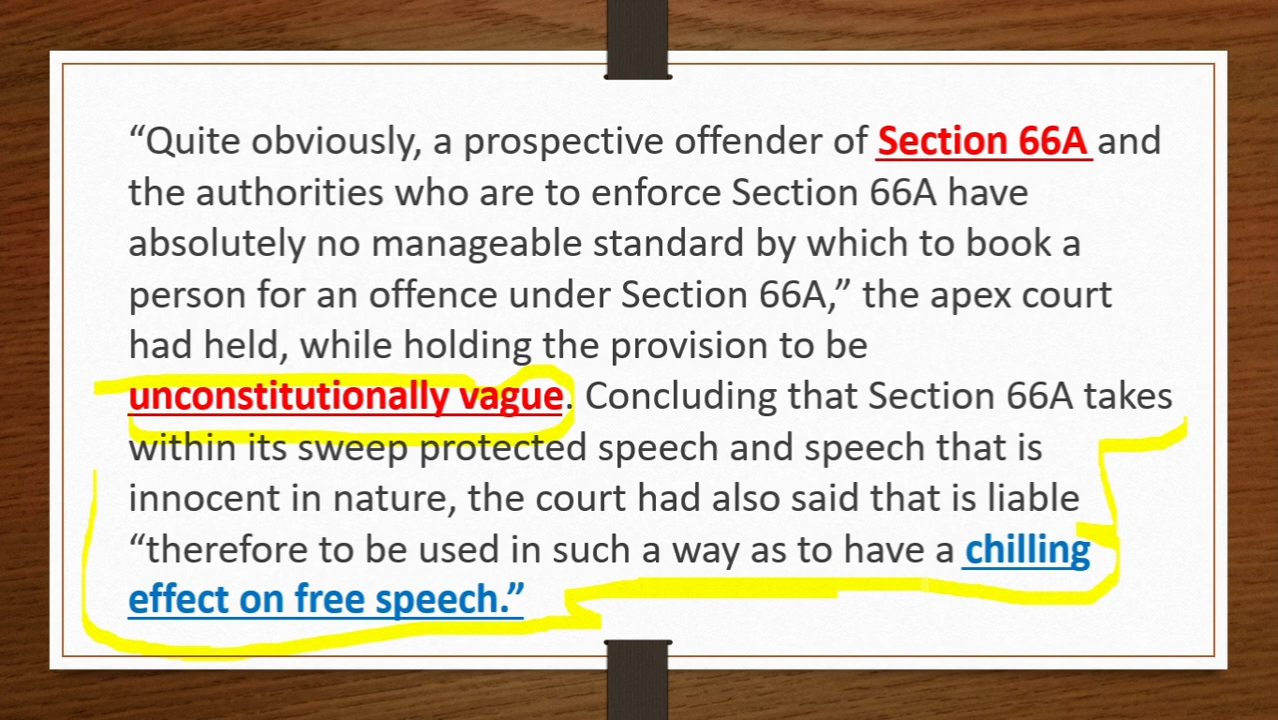 “Quite obviously, a prospective offender of Section 66A and
the authorities who are to enforce Section 66A have
absolutely no manageable standard by which to book a
person for an offence under Section 66A,” the apex court
had held, while holding the provision to be
unconstitutionally vague. Concluding that Section 66A takes
within its sweep protected speech and speech that is
innocent in nature, the court had also said that is liable
“therefore to be used in such a way as to have a chilling
effect on free speech.”